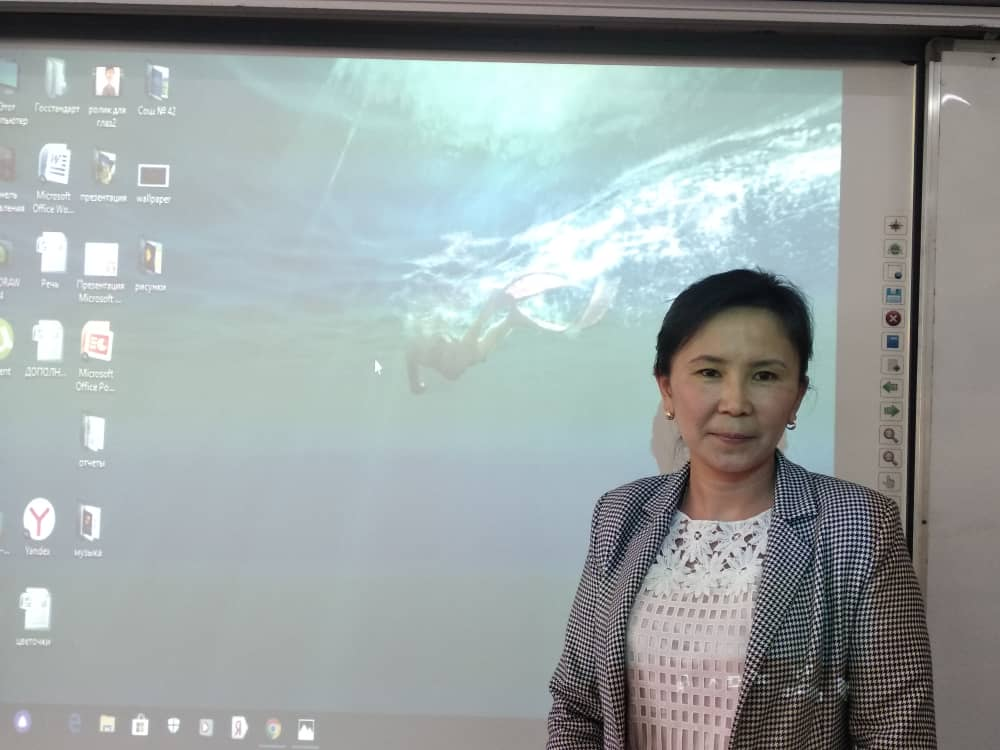 Этот
Госстандарт
ролик для
глаз2
Сош № 42
Microsoft
Office Wo...
презентация
wallpaper
Речь
Презентация
Microsoft ...
рисунки
ДОПОЛН...
Microsoft
Office Po...
отчеты
Yandex
музыка
цветочки